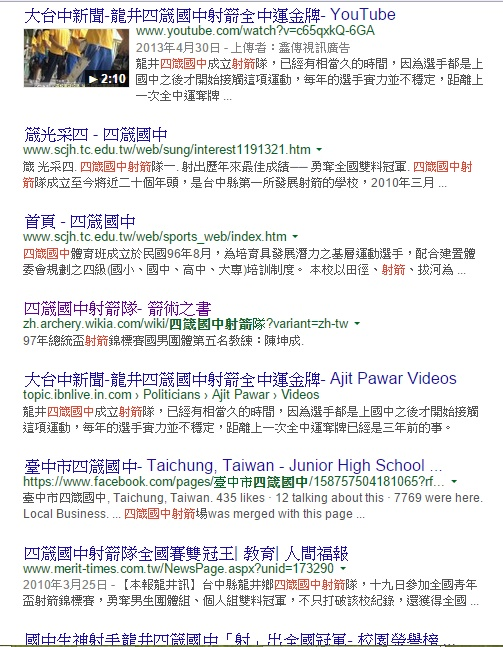 大台中新聞-龍井四箴國中射箭全中運金牌- YouTube
www.youtube.com/watch?v=c65qxkQ-6GA
2013年4月30日 - 上傳者：鑫傳視訊廣告
龍井四箴國中成立射箭隊，已經有相當久的時間，因為選手都是上
國中之後才開始接觸這項運動，每年的選手實力並不穩定，距離上
一次全中運奪牌 ...
2:10
箴光采四 - 四箴國中
www.scjh.tc.edu.tw/web/sung/interest1191321.htm
箴 光采四. 四箴國中射箭隊一. 射出歷年來最佳成績── 勇奪全國雙料冠軍. 四箴國中射
箭隊成立至今將近二十個年頭，是台中縣第一所發展射箭的學校，2010年三月 ...
首頁 - 四箴國中
www.scjh.tc.edu.tw/web/sports_web/index.htm
四箴國中體育班成立於民國96年8月，為培育具發展潛力之基層運動選手，配合建置體
委會規劃之四級(國小、國中、高中、大專)培訓制度。 本校以田徑、射箭、拔河為 ...
四箴國中射箭隊- 箭術之書
zh.archery.wikia.com/wiki/四箴國中射箭隊?variant=zh-tw
97年總統盃射箭錦標賽國男團體第五名教練：陳坤成.
大台中新聞-龍井四箴國中射箭全中運金牌- Ajit Pawar Videos
topic.ibnlive.in.com › Politicians › Ajit Pawar › Videos
龍井四箴國中成立射箭隊，已經有相當久的時間，因為選手都是上國中之後才開始接觸
這項運動，每年的選手實力並不穩定，距離上一次全中運奪牌已經是三年前的事。
臺中市四箴國中- Taichung, Taiwan - Junior High School ...
https://www.facebook.com/pages/臺中市四箴國中/158757504181065?rf...
臺中市四箴國中, Taichung, Taiwan. 435 likes · 12 talking about this · 7769 were here.
Local Business. ... 四箴國中射箭場was merged with this page ...
四箴國中射箭隊全國賽雙冠王| 教育| 人間福報
www.merit-times.com.tw/NewsPage.aspx?unid=173290
2010年3月25日 - 【本報龍井訊】台中縣龍井鄉四箴國中射箭隊，十九日參加全國青年
盃射箭錦標賽，勇奪男生團體組、個人組雙料冠軍，不只打破該校紀錄，還獲得全國 ...
國中生神射手龍井四箴國中「射」出全國冠軍- 校園榮譽榜 ...